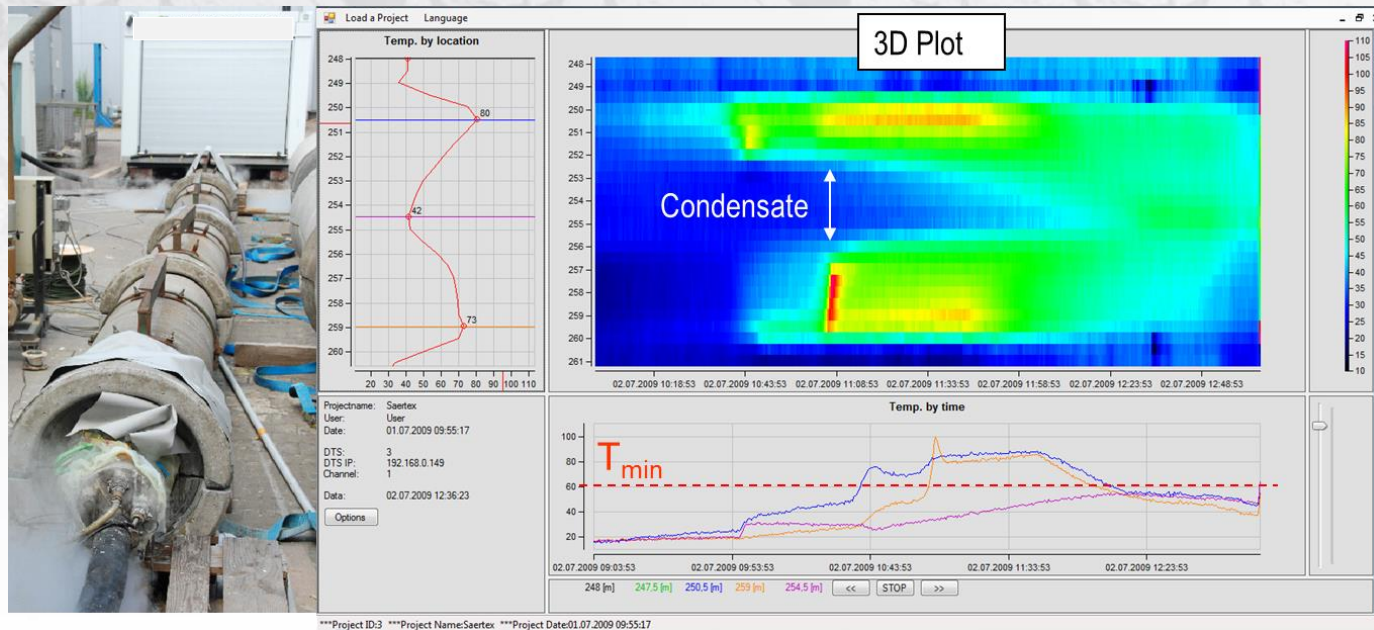 Load a Project Language
3D Plot
Temp. by location
248
249
250
251
252
253
254
255
256
257
258
259
260
80
42
73
20 30 40 50 60 70 80 90 100 110
248
249
250
251
252
253
254
255
256
257
258
259
260
261
Condensate
02.07.2009 10:18:53 02.07.2009 10:43:53 02.07.2009 11:08:53 02.07.2009 11:33:53 02.07.2009 11:58:53 02.07.2009 12:23:53 02.07.2009 12:48:53
110
105
100
95
90
85
80
75
70
65
60
55
50
45
40
35
30
25
20
15
10
Projectname: Saertex
User: User
Date: 01.07.2009 09:55:17
DTS: 3
DTS IP: 192.168.0.149
Channel: 1
Data: 02.07.2009 12:36:23
Options
Temp. by time
100
80
60
40
20
Tmin
02.07.2009 09:03:53 02.07.2009 09:53:53 02.07.2009 10:43:53 02.07.2009 11:33:53 02.07.2009 12:23:53
248 [m] 247,5 [m] 250,5 [m] 259 [m] 254,5 [m] << STOP >>
***Project ID:3 ***Project Name:Saertex ***Project Date:01.07.2009 09:55:17